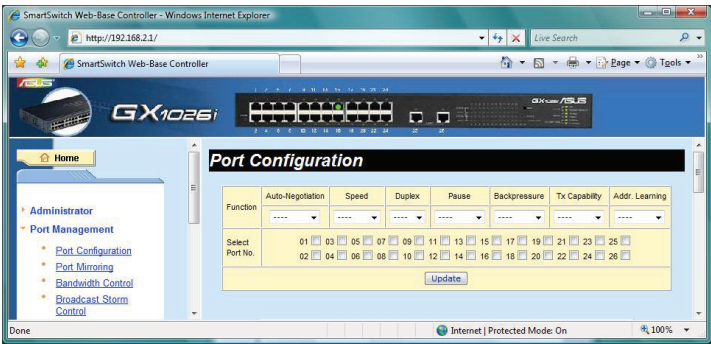 SmartSwitch Web-Base Controller - Windows Internet Explorer
http://192.168.2.1/
Live Search
SmartSwitch Web-Base Controller
Page
Tools
ASUS
GX1026i
GX1026i ASUS
Home
Administrator
Port Management
Port Configuration
Port Mirroring
Bandwidth Control
Broadcast Storm
Control
Port Configuration
Function
Auto-Negotiation Speed Duplex Pause Backpressure Tx Capability Addr. Learning
---- ---- ---- ---- ---- ---- ----
Select
Port No.
01 03 05 07 09 11 13 15 17 19 21 23 25
02 04 06 08 10 12 14 16 18 20 22 24 26
Update
Done
Internet | Protected Mode: On
100%